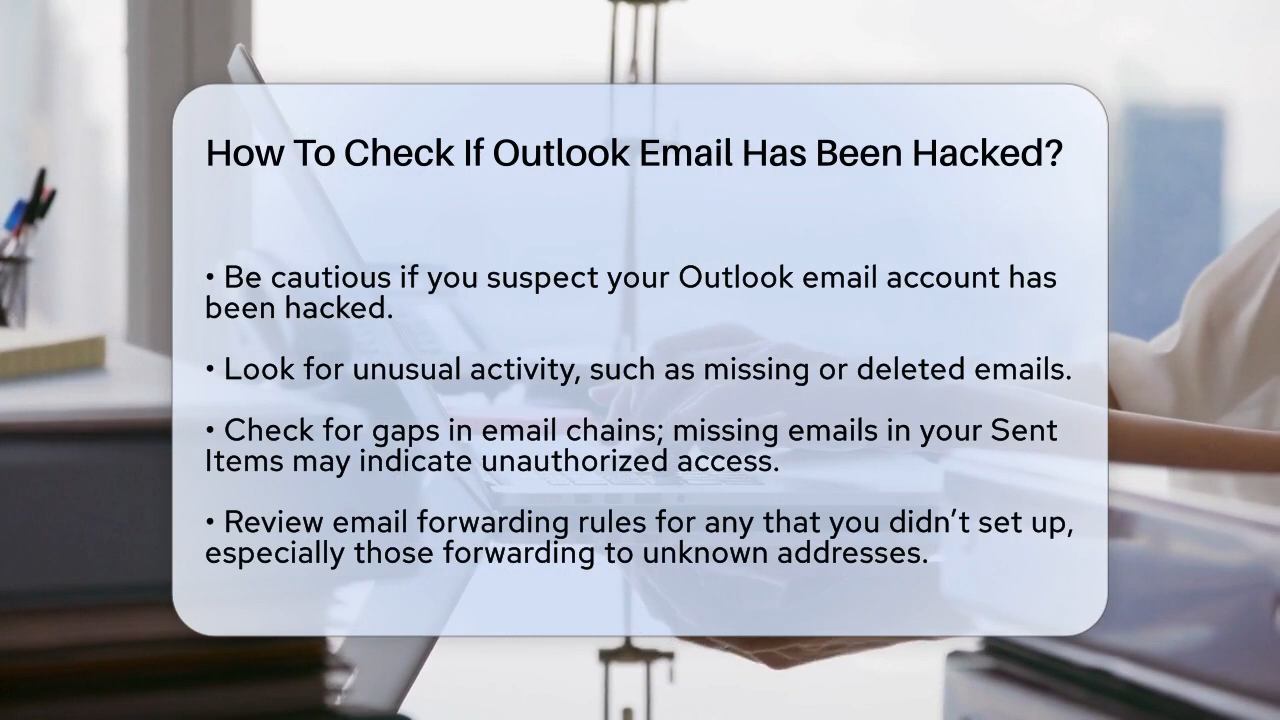 How To Check If Outlook Email Has Been Hacked?
• Be cautious if you suspect your Outlook email account has
been hacked.
• Look for unusual activity, such as missing or deleted emails.
• Check for gaps in email chains; missing emails in your Sent
Items may indicate unauthorized access.
• Review email forwarding rules for any that you didn’t set up,
especially those forwarding to unknown addresses.